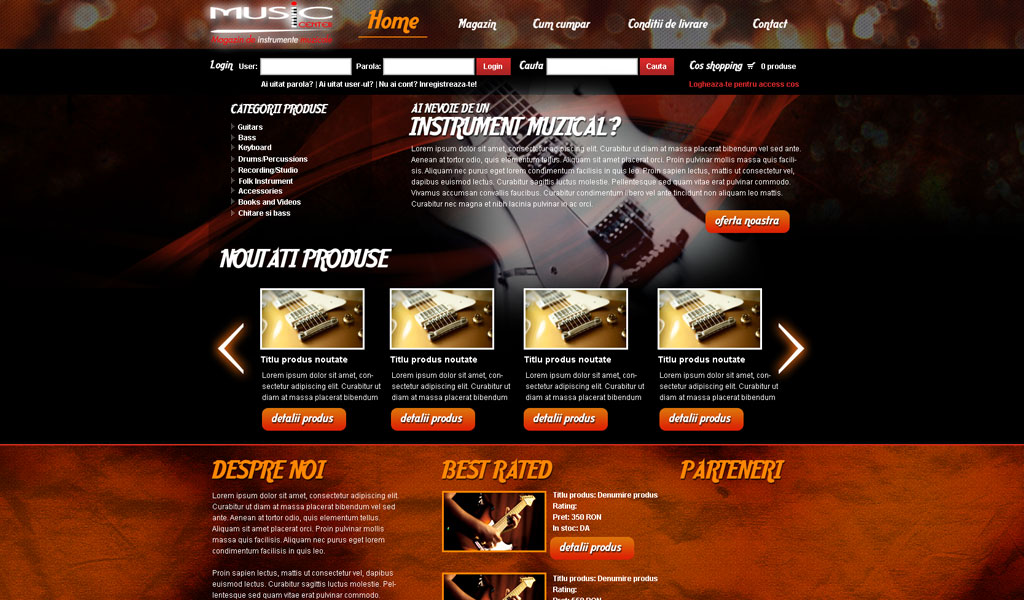 MUSIC
CENTER
Magazin de instrumente muzicale
Home
Magazin
Cum cumpar
Conditii de livrare
Contact
Login User: Parola: Login Cauta Cauta Cos shopping 0 produse
Ai uitat parola? | Ai uitat user-ul? | Nu ai cont? Inregistreaza-te!
Logheaza-te pentru access cos
CATEGORII PRODUSE
Guitars
Bass
Keyboard
Drums/Percussions
Recording/Studio
Folk Instrument
Accessories
Books and Videos
Chitare si bass
AI NEVOIE DE UN
INSTRUMENT MUZICAL?
Lorem ipsum dolor sit amet, consectetur adipiscing elit. Curabitur ut diam at massa placerat bibendum vel sed ante.
Aenean at tortor odio, quis elementum tellus. Aliquam sit amet placerat orci. Proin pulvinar mollis massa quis facili-
sis. Aliquam nec purus eget lorem condimentum facilisis in quis leo. Proin sapien lectus, mattis ut consectetur vel,
dapibus euismod lectus. Curabitur sagittis luctus molestie. Pellentesque sed quam vitae erat pulvinar commodo.
Vivamus accumsan convallis faucibus. Curabitur condimentum libero vel ante tincidunt non aliquam leo mattis.
Curabitur nec magna et nibh lacinia pulvinar in ac orci.
oferta noastra
NOUTATI PRODUSE
Titlu produs noutate
Lorem ipsum dolor sit amet, con-
sectetur adipiscing elit. Curabitur ut
diam at massa placerat bibendum
detalii produs
Titlu produs noutate
Lorem ipsum dolor sit amet, con-
sectetur adipiscing elit. Curabitur ut
diam at massa placerat bibendum
detalii produs
Titlu produs noutate
Lorem ipsum dolor sit amet, con-
sectetur adipiscing elit. Curabitur ut
diam at massa placerat bibendum
detalii produs
Titlu produs noutate
Lorem ipsum dolor sit amet, con-
sectetur adipiscing elit. Curabitur ut
diam at massa placerat bibendum
detalii produs
DESPRE NOI
Lorem ipsum dolor sit amet, consectetur adipiscing elit.
Curabitur ut diam at massa placerat bibendum vel sed
ante. Aenean at tortor odio, quis elementum tellus.
Aliquam sit amet placerat orci. Proin pulvinar mollis
massa quis facilisis. Aliquam nec purus eget lorem
condimentum facilisis in quis leo.
Proin sapien lectus, mattis ut consectetur vel, dapibus
euismod lectus. Curabitur sagittis luctus molestie. Pel-
lentesque sed quam vitae erat pulvinar commodo.
BEST RATED
Titlu produs: Denumire produs
Rating:
Pret: 350 RON
In stoc: DA
detalii produs
Titlu produs: Denumire produs
Rating:
PARTENERI